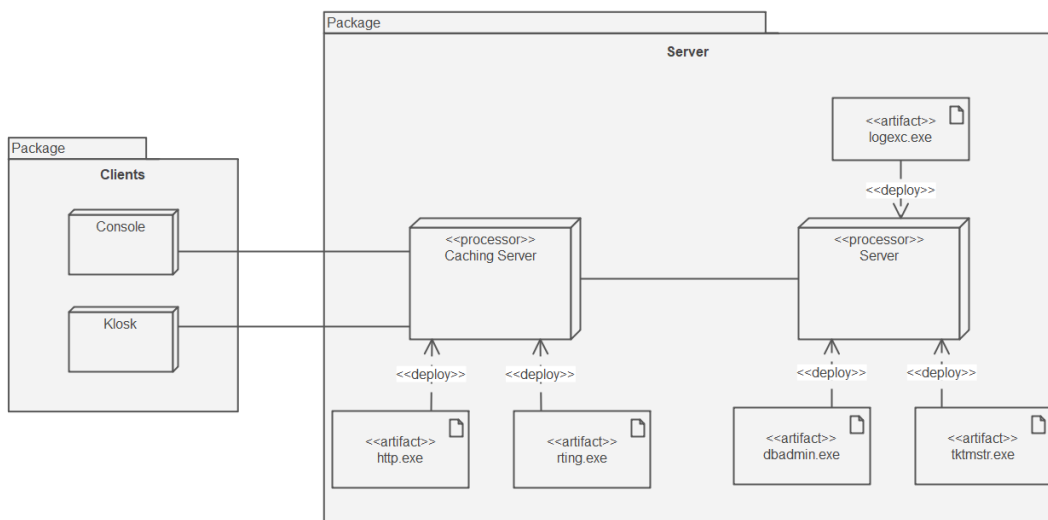 Package
Server
<<artifact>>
logexc.exe
<<deploy>>
Package
Clients
Console
Klosk
<<processor>>
Caching Server
<<processor>>
Server
<<deploy>>
<<deploy>>
<<deploy>>
<<deploy>>
<<artifact>>
http.exe
<<artifact>>
rting.exe
<<artifact>>
dbadmin.exe
<<artifact>>
tktmstr.exe